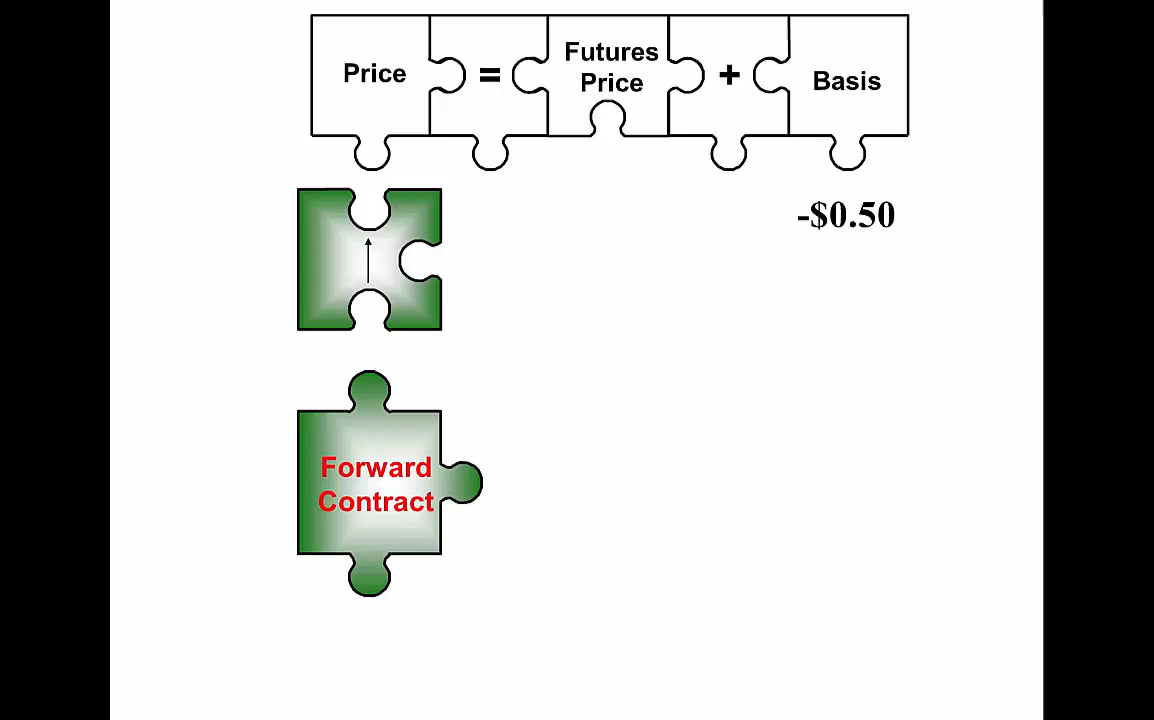 Price = Futures Price + Basis
-$0.50
Forward
Contract